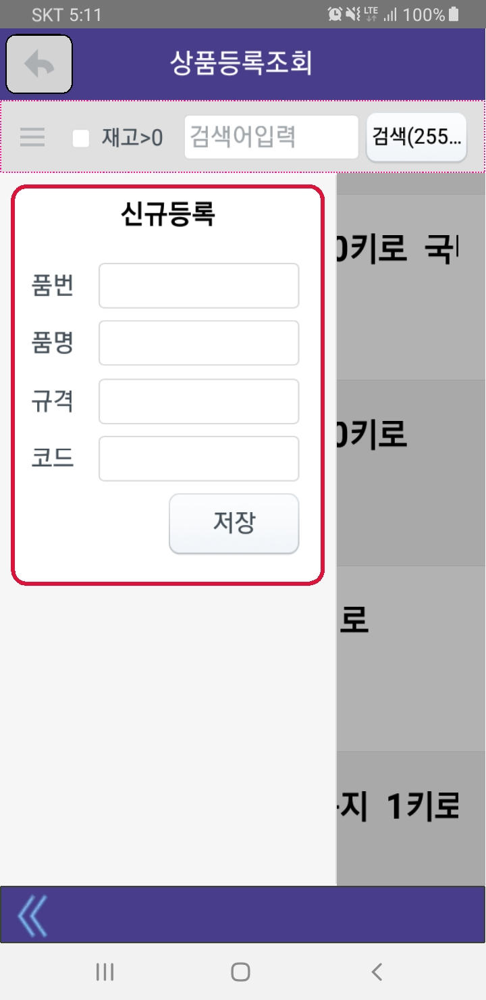 SKT 5:11 LTE 100%
상품등록조회
재고>0 검색어입력 검색(255...
신규등록
0키로 국
품번
품명
0키로
규격
코드
저장
로
지 1키로